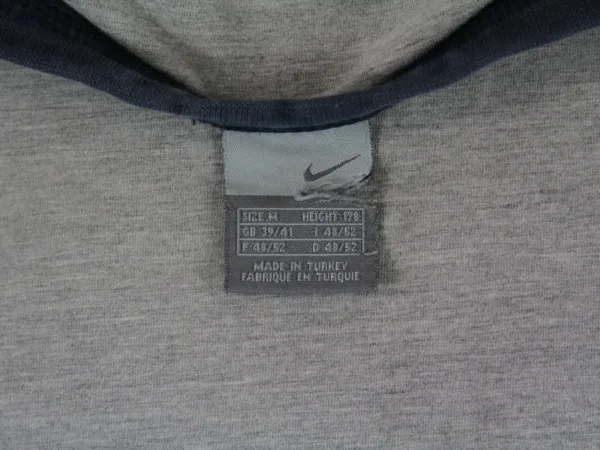 SIZE M HEIGHT 178
GB 39/41 I 48/52
F 48/52 D 48/52
MADE IN TURKEY
FABRIQUE EN TURQUIE